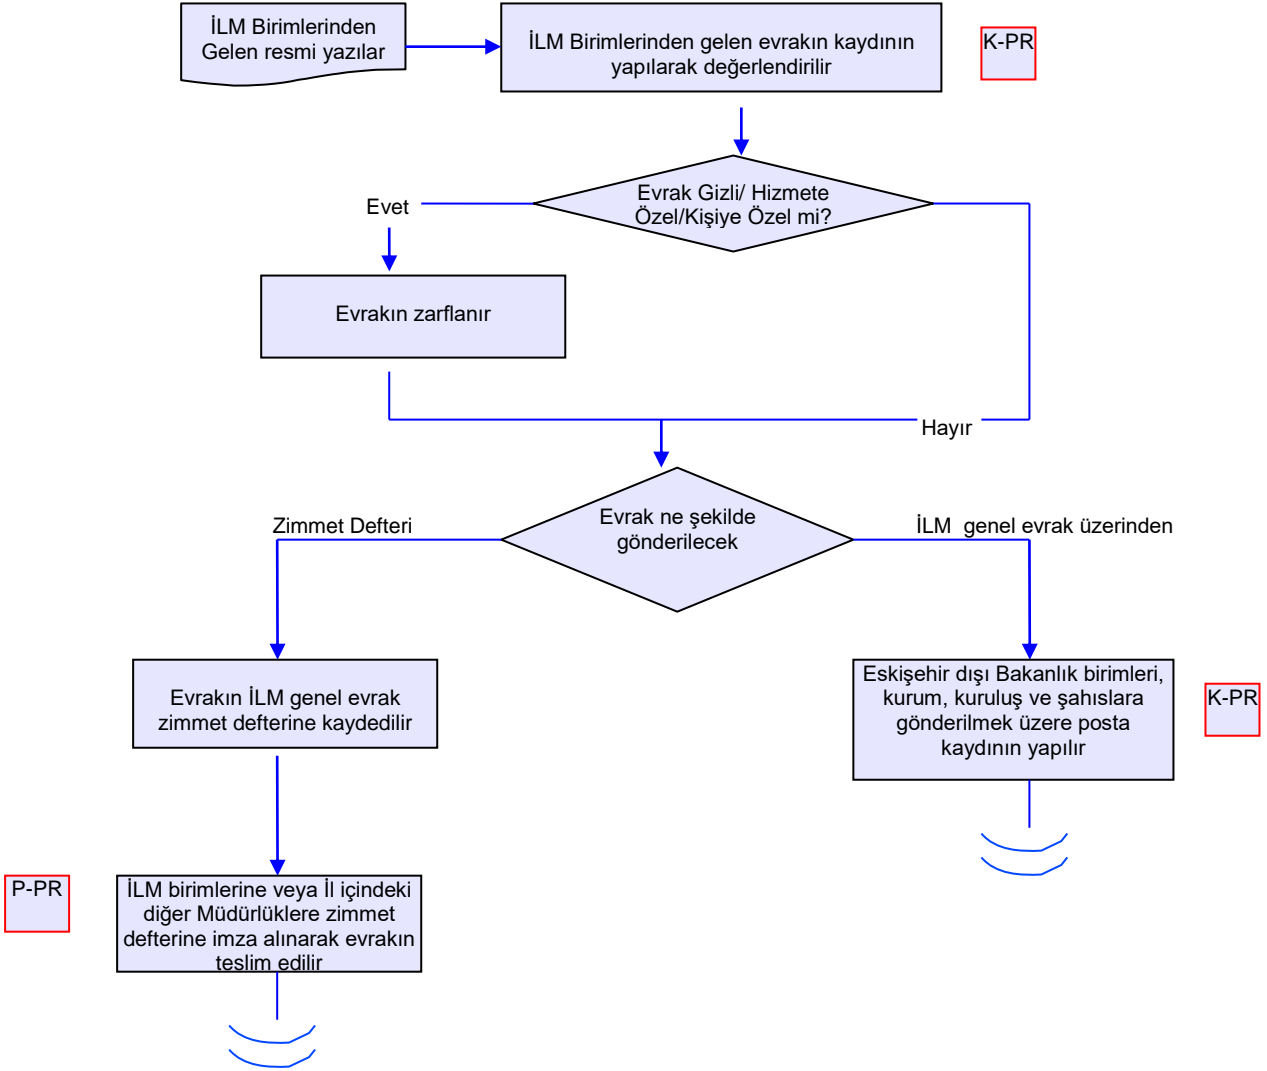 İLM Birimlerinden
Gelen resmi yazılar
İLM Birimlerinden gelen evrakın kaydının
yapılarak değerlendirilir
K-PR
Evrak Gizli/ Hizmete
Özel/Kişiye Özel mi?
Evet
Evrakın zarflanır
Hayır
Evrak ne şekilde
gönderilecek
Zimmet Defteri
İLM  genel evrak üzerinden
Evrakın İLM genel evrak
zimmet defterine kaydedilir
Eskişehir dışı Bakanlık birimleri,
kurum, kuruluş ve şahıslara
gönderilmek üzere posta
kaydının yapılır
K-PR
P-PR
İLM birimlerine veya İl içindeki
diğer Müdürlüklere zimmet
defterine imza alınarak evrakın
teslim edilir